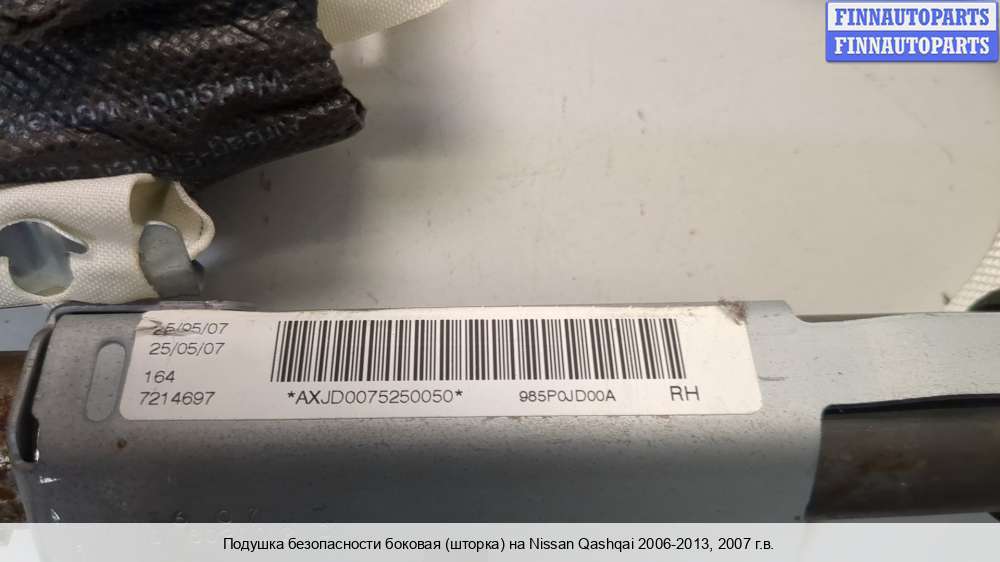 FINNAUTOPARTS
FINNAUTOPARTS
25/05/07
25/05/07
164
7214697
*AXJD0075250050*
985P0JD00A
RH
Подушка безопасности боковая (шторка) на Nissan Qashqai 2006-2013, 2007 г.в.